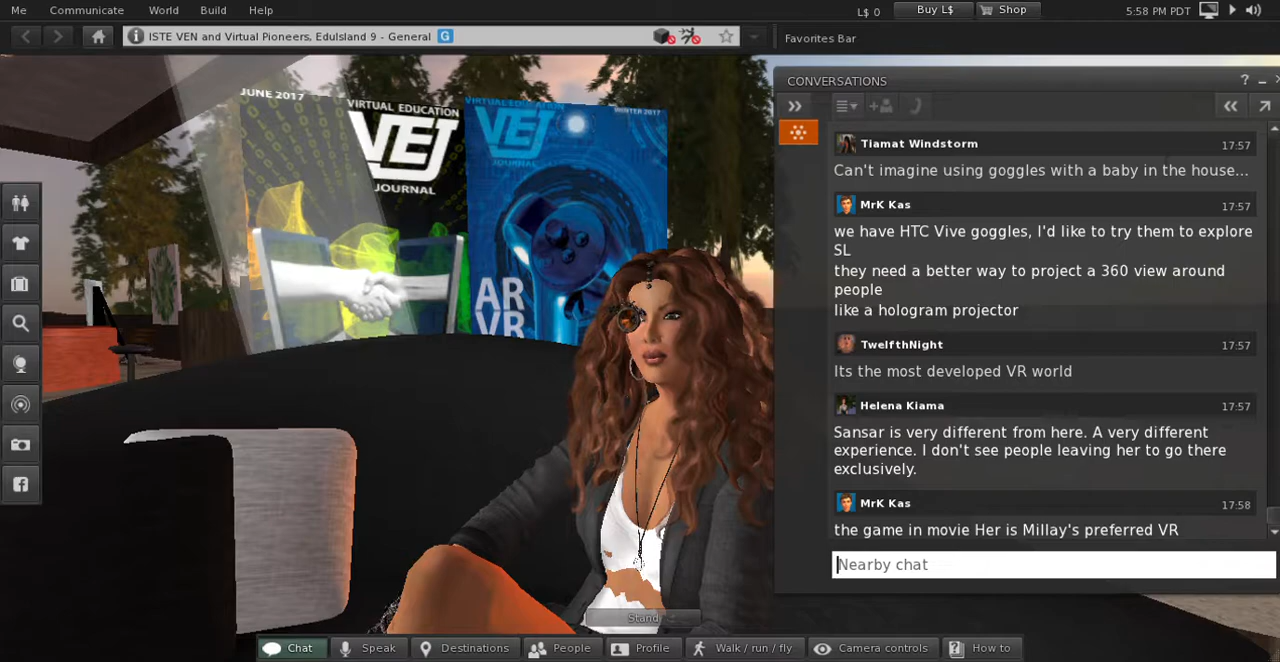 Me Communicate World Build Help
L$ 0 Buy L$ Shop 5:58 PM PDT
ISTE VEN and Virtual Pioneers, EduIsland 9 - General G
Favorites Bar
JUNE 2017
VIRTUAL EDUCATION
VEJ
JOURNAL
VIRTUAL EDUCATION
WINTER 2017
VEJ
JOURNAL
AR
VR
CONVERSATIONS
Tiamat Windstorm 17:57
Can't imagine using goggles with a baby in the house...
MrK Kas 17:57
we have HTC Vive goggles, I'd like to try them to explore
SL
they need a better way to project a 360 view around
people
like a hologram projector
TwelfthNight 17:57
Its the most developed VR world
Helena Kiama 17:57
Sansar is very different from here. A very different
experience. I don't see people leaving her to go there
exclusively.
MrK Kas 17:58
the game in movie Her is Millay's preferred VR
Nearby chat
Stand
Chat Speak Destinations People Profile Walk / run / fly Camera controls How to